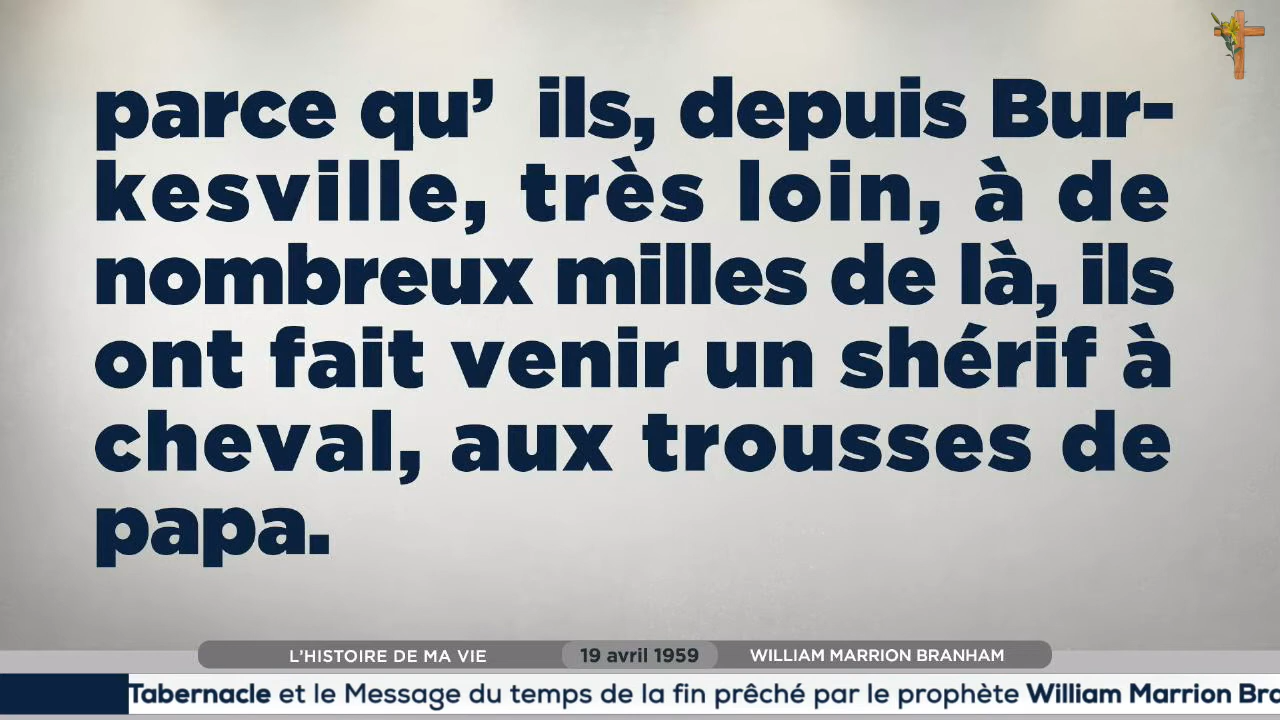 parce qu’ ils, depuis Bur-
kesville, très loin, à de
nombreux milles de là, ils
ont fait venir un shérif à
cheval, aux trousses de
papa.
L’HISTOIRE DE MA VIE 19 avril 1959 WILLIAM MARRION BRANHAM
Tabernacle et le Message du temps de la fin prêché par le prophète William Marrion